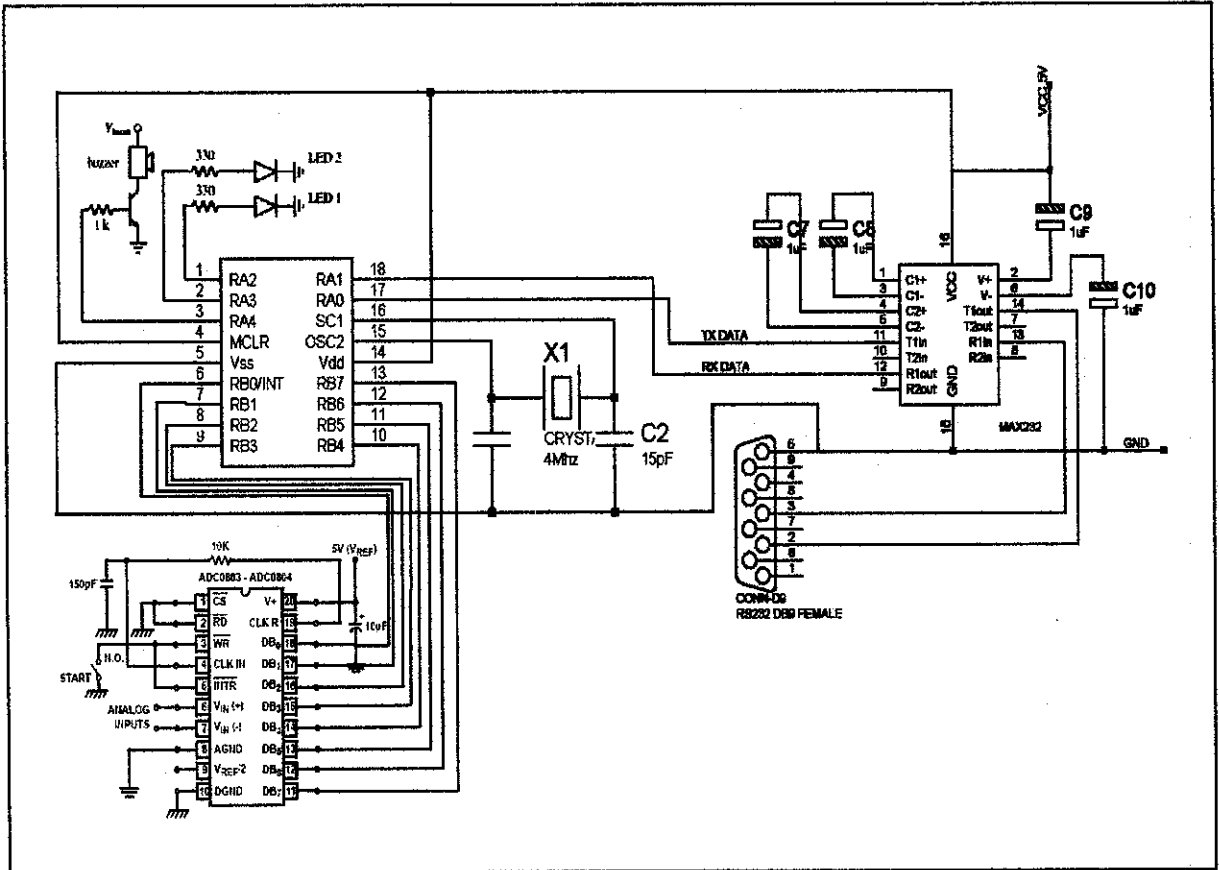 VCC_5V
buzzer
330
LED 2
330
LED 1
1k
C7
1uF
C8
1uF
C9
1uF
C10
1uF
16
VCC
1
C1+
3
C1-
4
C2+
5
C2-
11
T1in
10
T2in
12
R1out
9
R2out
V+
2
V-
6
T1out
14
T2out
7
R1in
13
R2in
8
GND
MAX232
GND
TX DATA
RX DATA
1
RA2
2
RA3
3
RA4
4
MCLR
5
Vss
6
RB0/INT
7
RB1
8
RB2
9
RB3
RA1
18
RA0
17
SC1
16
OSC2
15
Vdd
14
RB7
13
RB6
12
RB5
11
RB4
10
X1
4Mhz
C2
15pF
9
4
8
3
7
2
1
CONN-D9
RS232 DB9 FEMALE
10K
5V (VREF)
150pF
ADC0803 - ADC0804
10uF
1
CS
2
RD
3
WR
4
CLK IN
5
INTR
6
VIN (+)
7
VIN (-)
8
AGND
9
VREF/2
10
DGND
V+
20
CLK R
19
DB0
18
DB1
17
DB2
16
DB3
15
14
DB5
13
DB6
12
DB7
11
N.O.
START
ANALOG
INPUTS